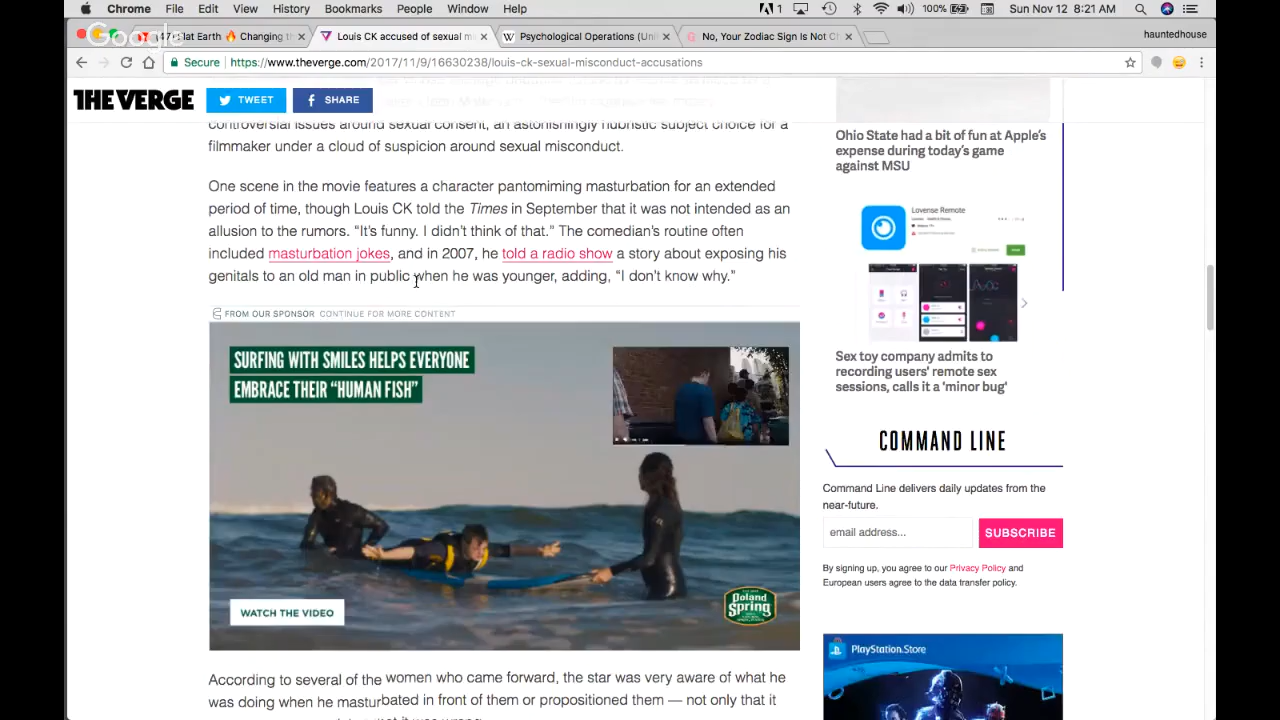 Chrome File Edit View History Bookmarks People Window Help
1 100% Sun Nov 12 8:21 AM
Google
Flat Earth 🔥 Changing th
Louis CK accused of sexual mi
Psychological Operations (Uni
No, Your Zodiac Sign Is Not C
hauntedhouse
Secure https://www.theverge.com/2017/11/9/16630238/louis-ck-sexual-misconduct-accusations
THE VERGE TWEET SHARE
controversial issues around sexual consent, an astonishingly hubristic subject choice for a
filmmaker under a cloud of suspicion around sexual misconduct.
One scene in the movie features a character pantomiming masturbation for an extended
period of time, though Louis CK told the Times in September that it was not intended as an
allusion to the rumors. “It’s funny. I didn’t think of that.” The comedian’s routine often
included masturbation jokes, and in 2007, he told a radio show a story about exposing his
genitals to an old man in public when he was younger, adding, “I don’t know why.”
FROM OUR SPONSOR CONTINUE FOR MORE CONTENT
SURFING WITH SMILES HELPS EVERYONE
EMBRACE THEIR “HUMAN FISH”
WATCH THE VIDEO
Poland
Spring
According to several of the women who came forward, the star was very aware of what he
was doing when he masturbated in front of them or propositioned them — not only that it
Ohio State had a bit of fun at Apple's
expense during today's game
against MSU
Lovense Remote
Sex toy company admits to
recording users' remote sex
sessions, calls it a 'minor bug'
COMMAND LINE
Command Line delivers daily updates from the
near-future.
email address... SUBSCRIBE
By signing up, you agree to our Privacy Policy and
European users agree to the data transfer policy.
PlayStation.Store